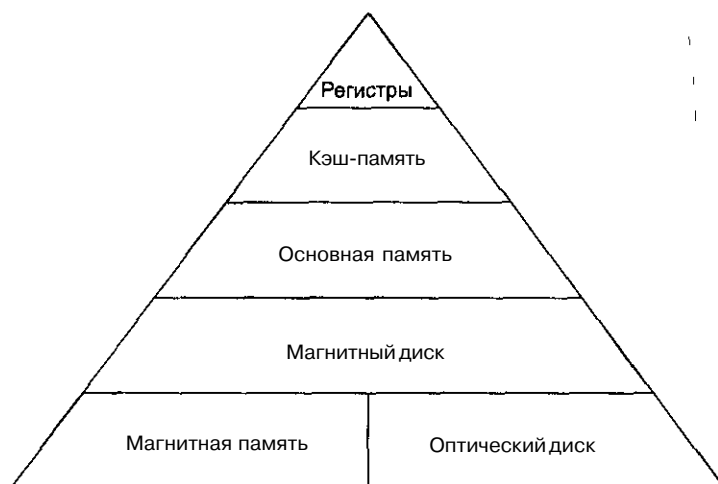 Регистры
Кэш-память
Основная память
Магнитный диск
Магнитная память
Оптический диск